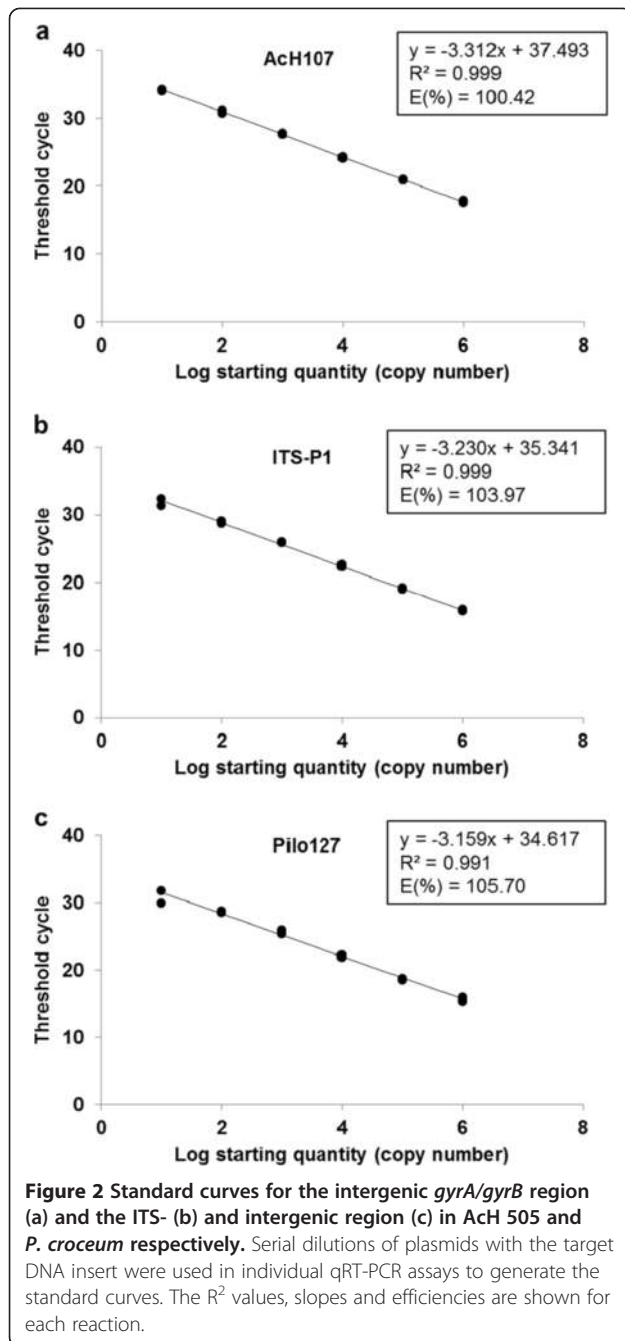 a
AcH107
y = -3.312x + 37.493
R² = 0.999
E(%) = 100.42
Threshold cycle
40
30
20
10
0
0 2 4 6 8
Log starting quantity (copy number)
b
ITS-P1
y = -3.230x + 35.341
R² = 0.999
E(%) = 103.97
Threshold cycle
40
30
20
10
0
0 2 4 6 8
Log starting quantity (copy number)
c
Pilo127
y = -3.159x + 34.617
R² = 0.991
E(%) = 105.70
Threshold cycle
40
30
20
10
0
0 2 4 6 8
Log starting quantity (copy number)
Figure 2 Standard curves for the intergenic gyrA/gyrB region
(a) and the ITS- (b) and intergenic region (c) in AcH 505 and
P. croceum respectively. Serial dilutions of plasmids with the target
DNA insert were used in individual qRT-PCR assays to generate the
standard curves. The R² values, slopes and efficiencies are shown for
each reaction.